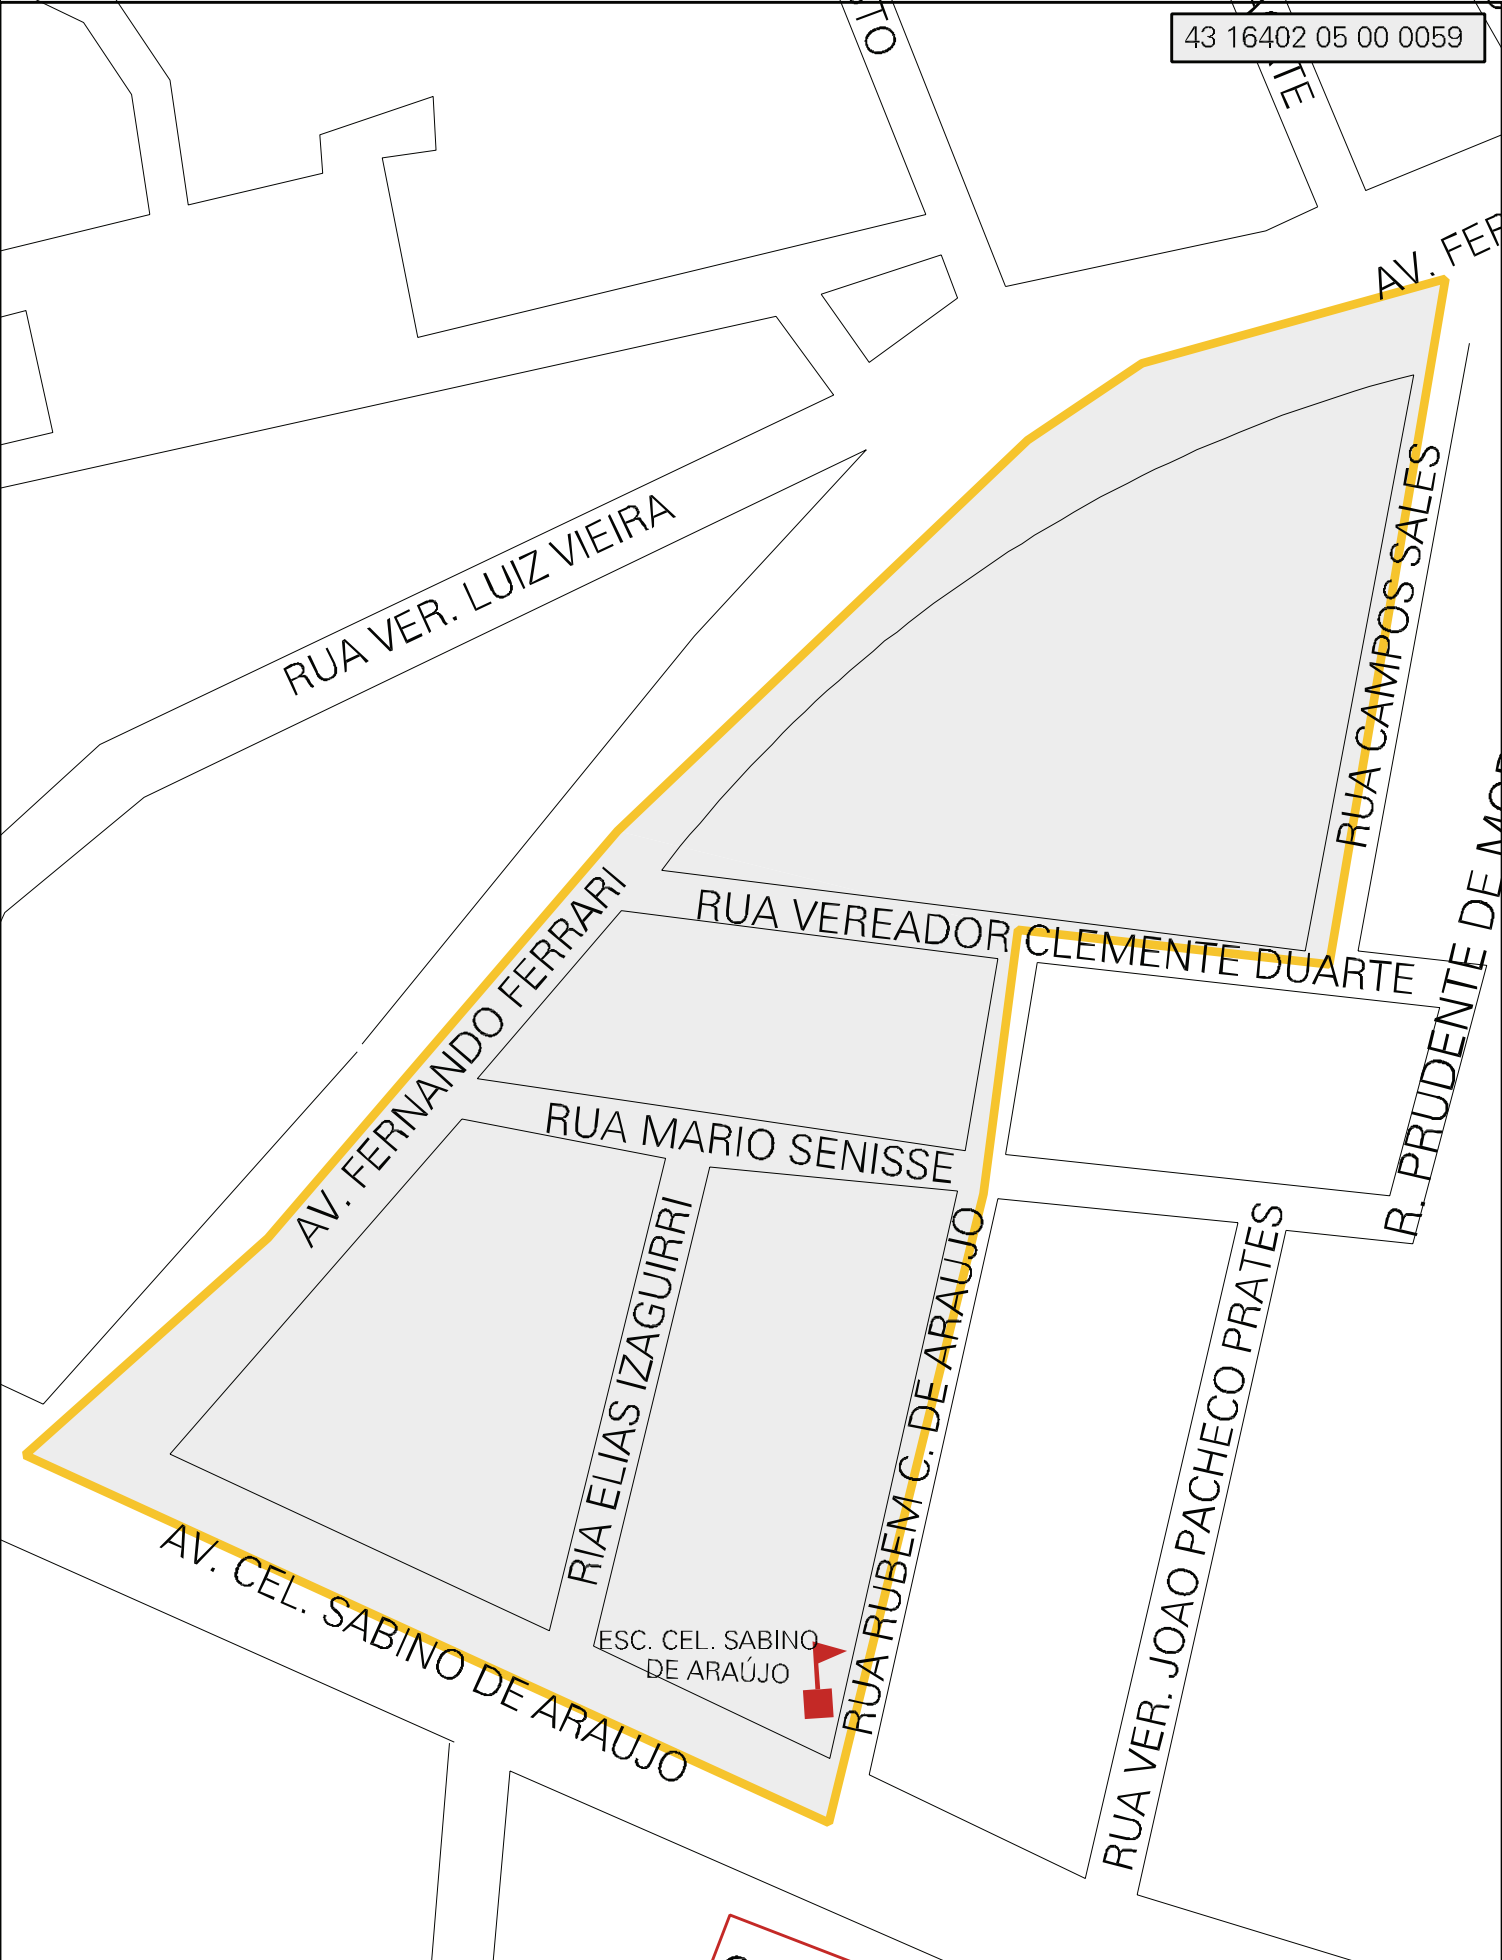 43 16402 05 00 0059
RUA VER. LUIZ VIEIRA
RUA CAMPOS SALES
RUA VEREADOR CLEMENTE DUARTE
AV. FERNANDO FERRARI
RUA MARIO SENISSE
R. PRUDENTE DE
RIA ELIAS IZAGUIRRI
RUA RUBEM C. DE ARAUJO
RUA VER. JOAO PACHECO PRATES
AV. CEL. SABINO DE ARAUJO
ESC. CEL. SABINO
DE ARAÚJO
AV.